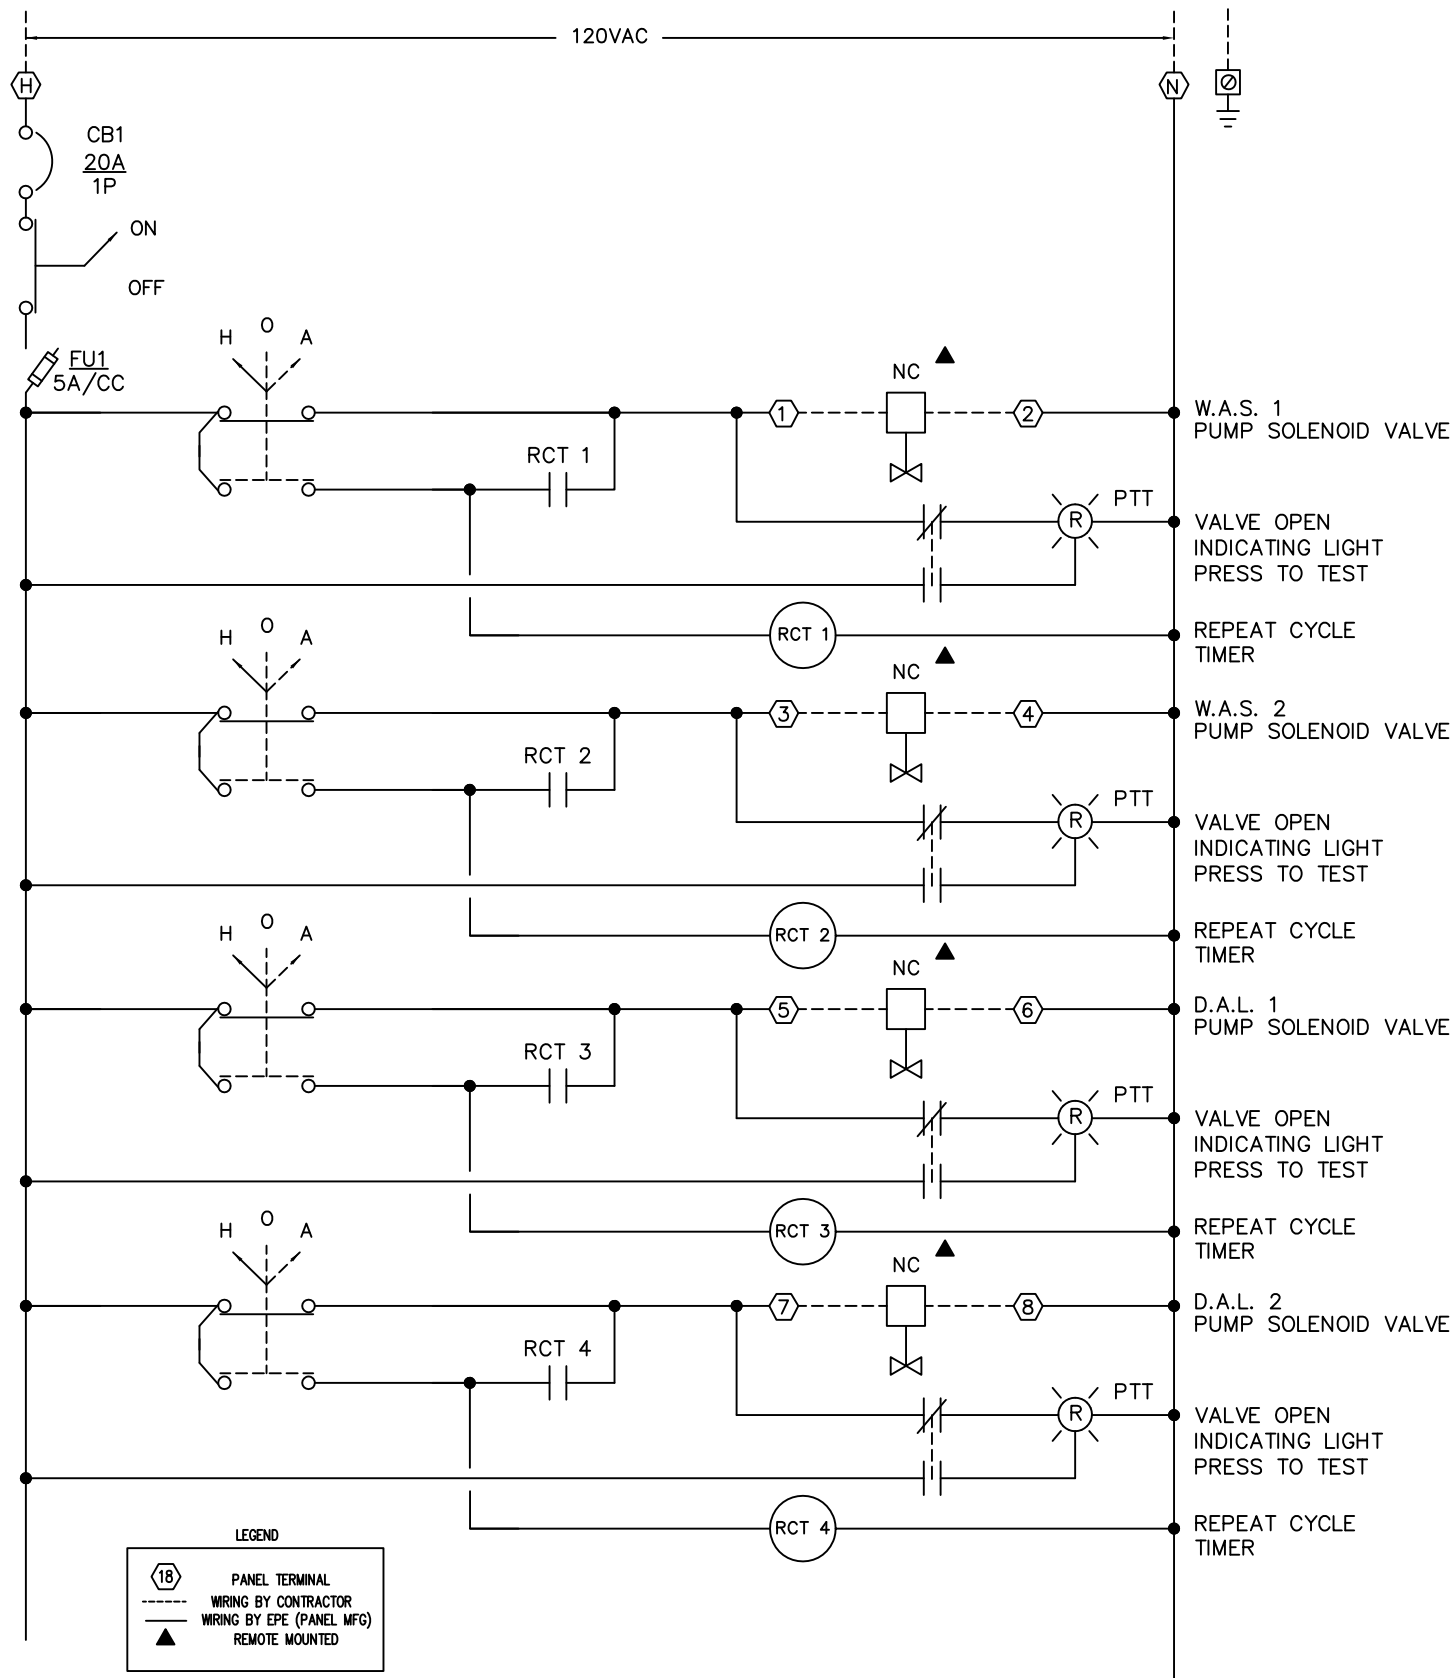 120VAC
H
N
CB1
20A
1P
ON
OFF
FU1
5A/CC
H O A
NC
1
2
W.A.S. 1
PUMP SOLENOID VALVE
RCT 1
R
PTT
VALVE OPEN
INDICATING LIGHT
PRESS TO TEST
RCT 1
REPEAT CYCLE
TIMER
H O A
NC
3
4
W.A.S. 2
PUMP SOLENOID VALVE
RCT 2
R
PTT
VALVE OPEN
INDICATING LIGHT
PRESS TO TEST
RCT 2
REPEAT CYCLE
TIMER
H O A
NC
5
6
D.A.L. 1
PUMP SOLENOID VALVE
RCT 3
R
PTT
VALVE OPEN
INDICATING LIGHT
PRESS TO TEST
RCT 3
REPEAT CYCLE
TIMER
H O A
NC
7
8
D.A.L. 2
PUMP SOLENOID VALVE
RCT 4
R
PTT
VALVE OPEN
INDICATING LIGHT
PRESS TO TEST
RCT 4
REPEAT CYCLE
TIMER
LEGEND
18 PANEL TERMINAL
WIRING BY CONTRACTOR
WIRING BY EPE (PANEL MFG)
REMOTE MOUNTED